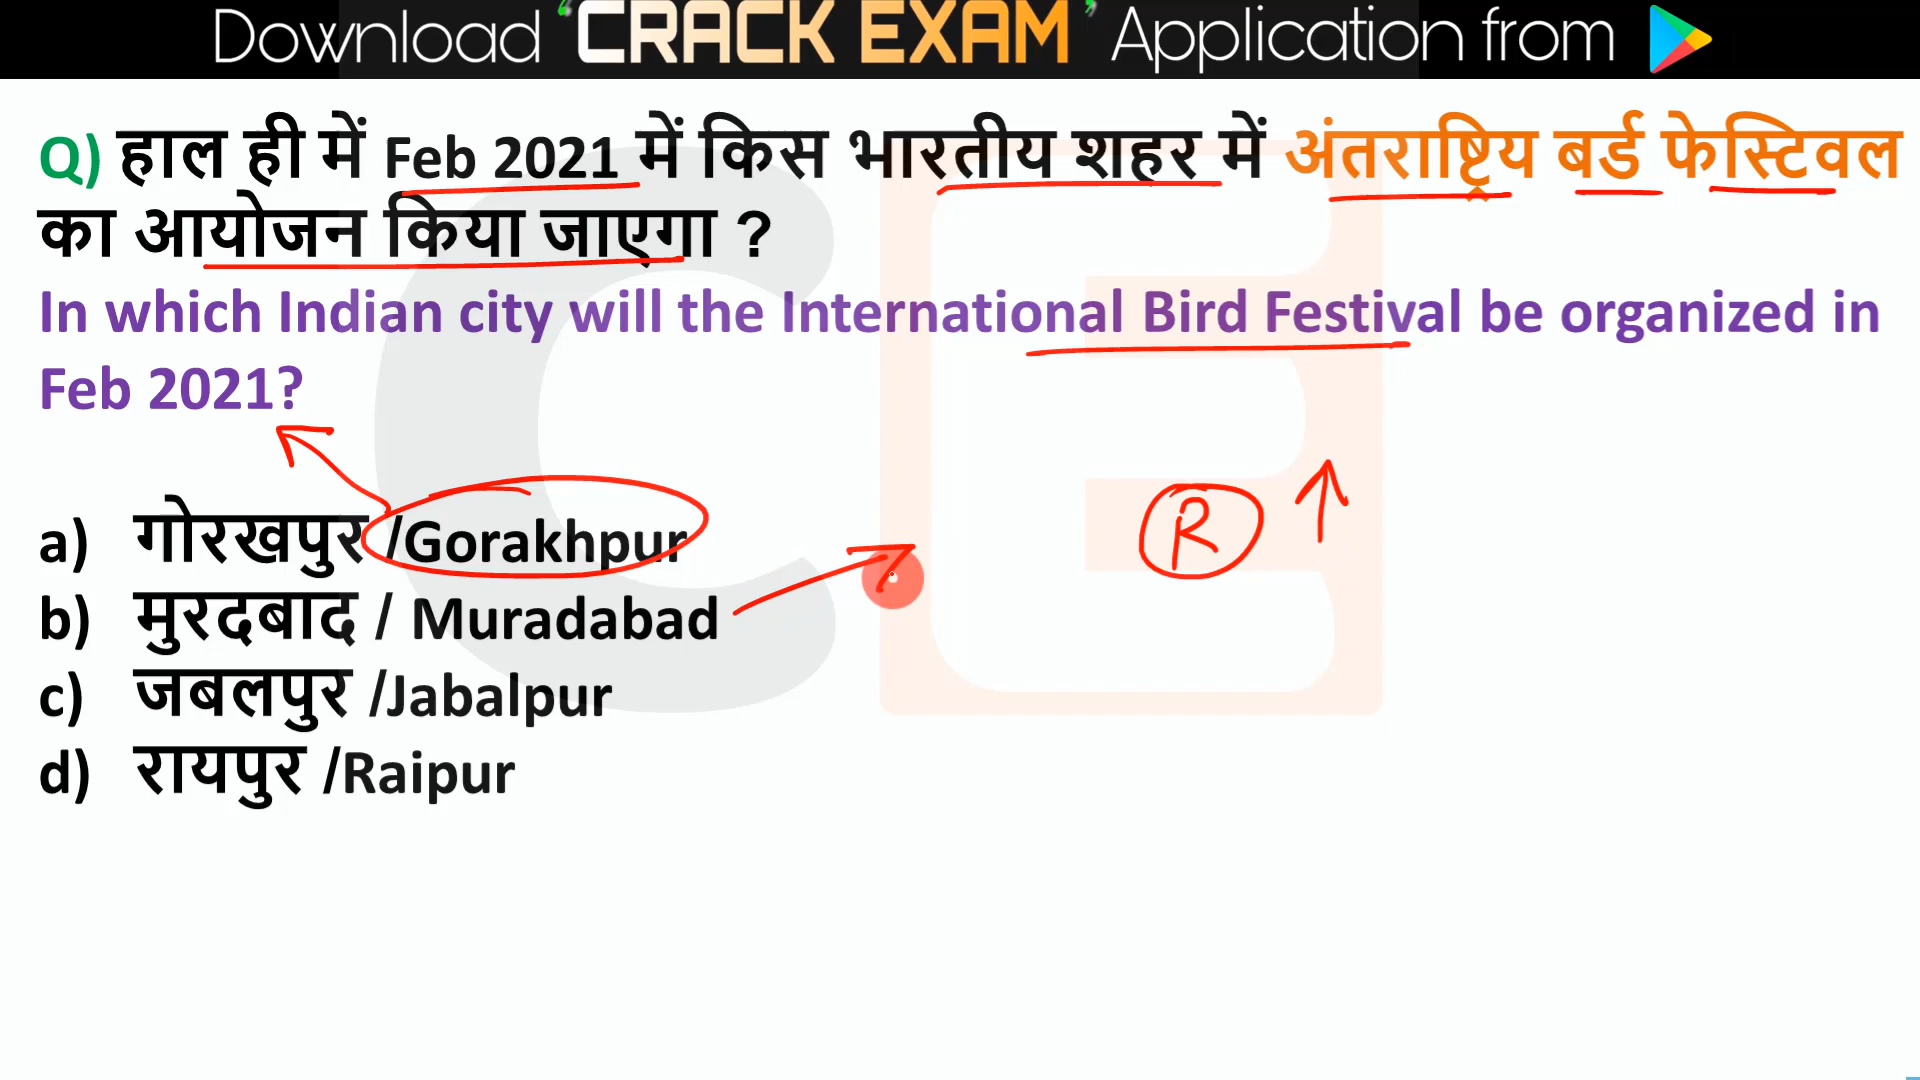 Download ‘CRACK EXAM’ Application from
Q) हाल ही में Feb 2021 में किस भारतीय शहर में अंतराष्ट्रिय बर्ड फेस्टिवल
का आयोजन किया जाएगा ?
In which Indian city will the International Bird Festival be organized in
Feb 2021?
a) गोरखपुर /Gorakhpur
R
b) मुरदबाद / Muradabad
c) जबलपुर /Jabalpur
d) रायपुर /Raipur
CE